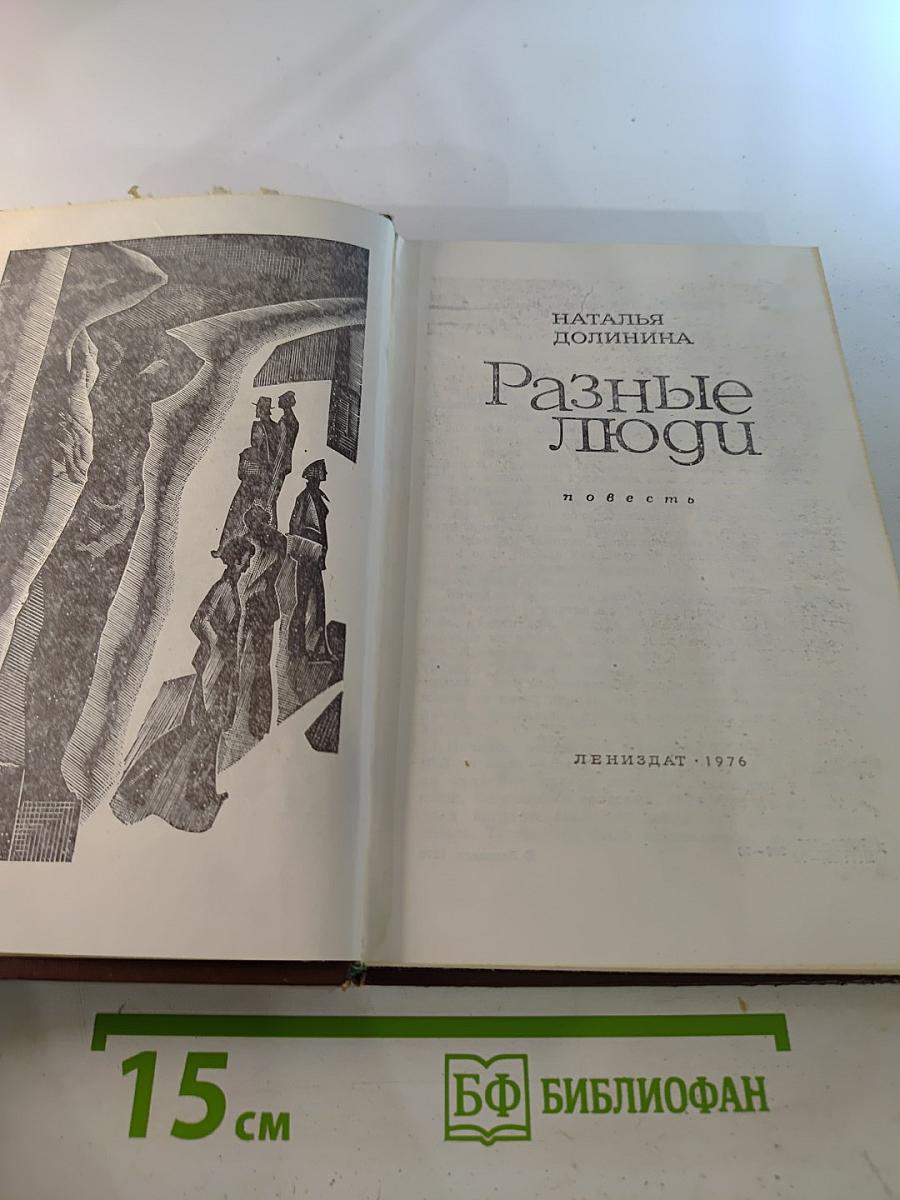 НАТАЛЬЯ
ДОЛИНИНА
Разные
люди
повесть
ЛЕНИЗДАТ · 1976
15 см
БФ БИБЛИОФАН